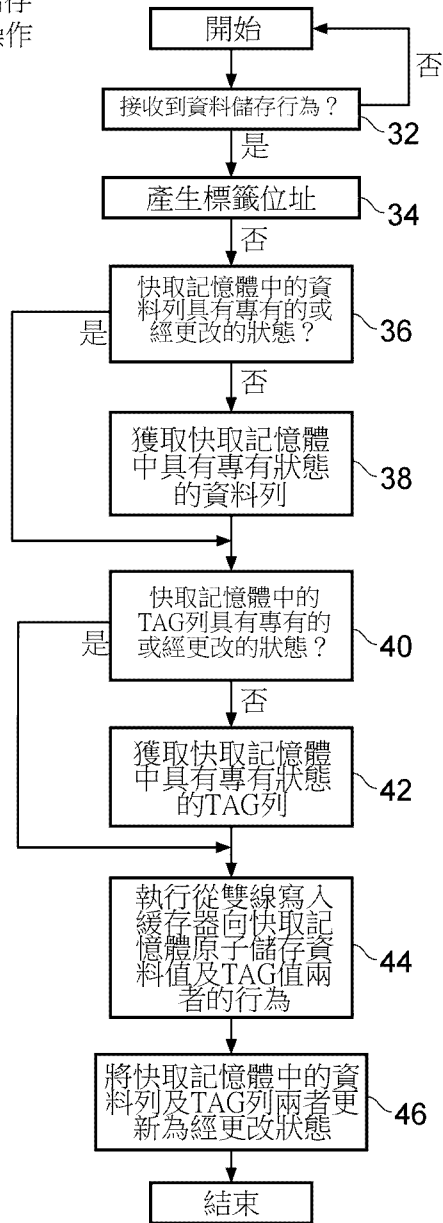 操作
開始
否
接收到資料儲存行為？
32
是
產生標籤位址
34
否
快取記憶體中的資
料列具有專有的或
經更改的狀態？
36
是
否
獲取快取記憶體
中具有專有狀態
的資料列
38
快取記憶體中的
TAG列具有專有的
或經更改的狀態？
40
是
否
獲取快取記憶體
中具有專有狀態
的TAG列
42
執行從雙線寫入
緩存器向快取記
憶體原子儲存資
料值及TAG值兩
者的行為
44
將快取記憶體中的資
料列及TAG列兩者更
新為經更改狀態
46
結束